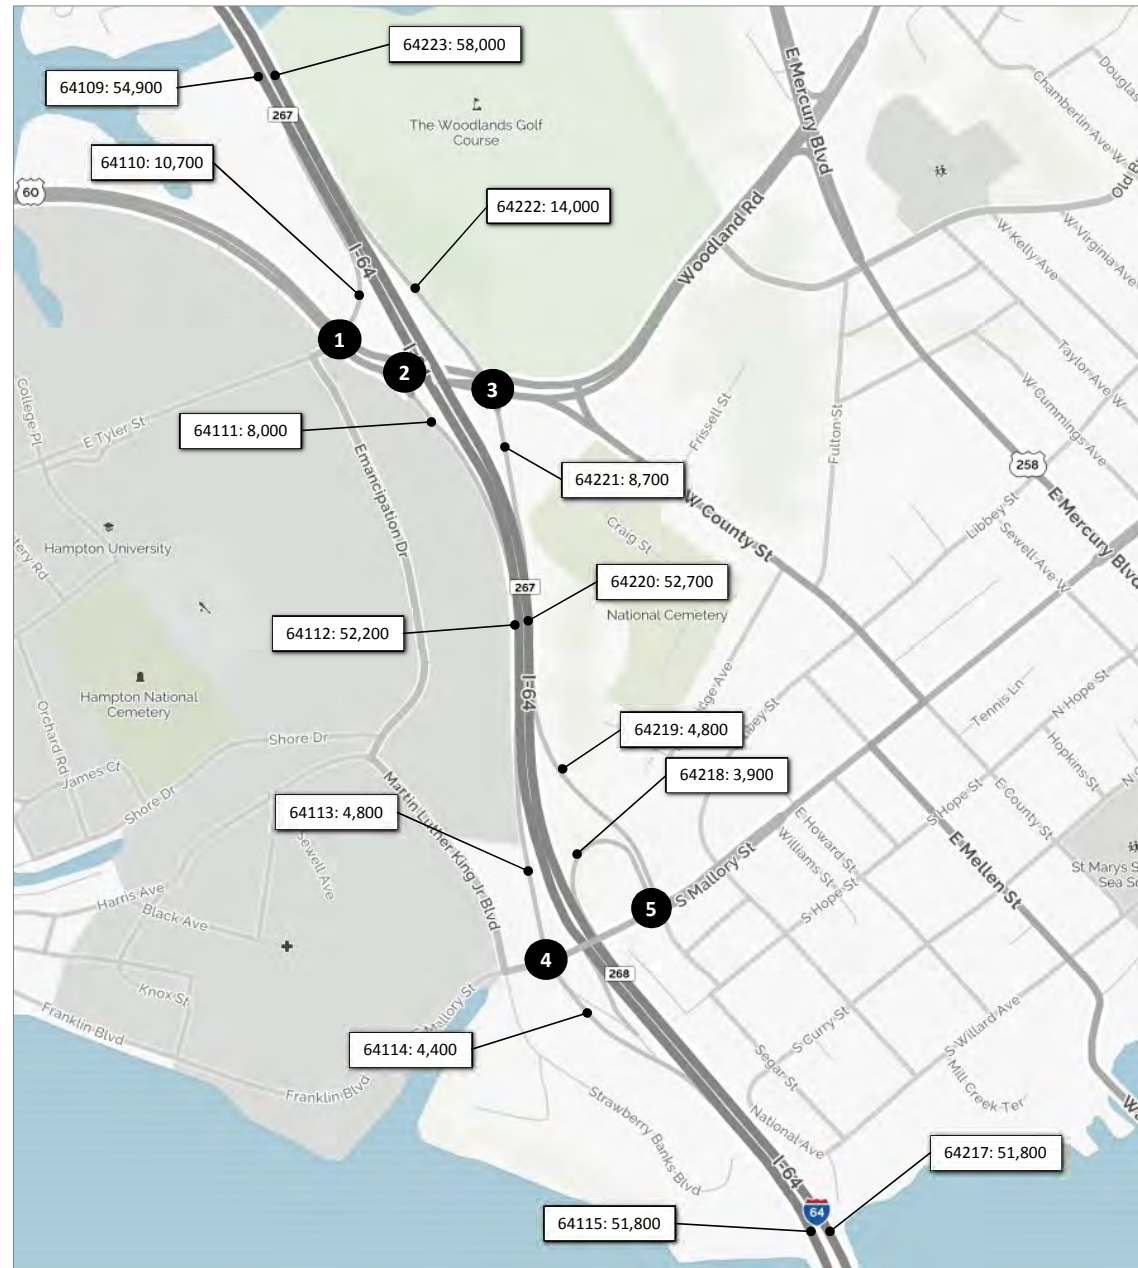 64223: 58,000
64109: 54,900
E Mercury Blvd
Chamberlin Ave W
Douglas
267
The Woodlands Golf
Course
64110: 10,700
60
64222: 14,000
Old
W Kelly Ave
W Virginia Ave
I-64
Woodland Rd
1
2
3
Taylor Ave W
W Cummings Ave
College Pl
E Tyler St
64111: 8,000
Emancipation Dr
Frissell St
Fulton St
258
E Mercury Blvd
64221: 8,700
W County St
Craig St
Libbey St
Sewell Ave W
Hampton University
267
64220: 52,700
National Cemetery
64112: 52,200
Hampton National
Cemetery
I-64
Orchard Rd
Shore Dr
James Ct
Shore Dr
64219: 4,800
64218: 3,900
Tennis Ln
N Hope St
Hopkins St
Martin Luther King Jr Blvd
64113: 4,800
E Howard St
Williams St
S Hope St
S Hope St
E County St
E Mellen St
St Marys S
Sea Sc
Sewell Ave
Harris Ave
Black Ave
S Mallory St
5
4
268
Knox St
Franklin Blvd
Mallory St
64114: 4,400
Franklin Blvd
S Curry St
S Willard Ave
Segar St
S Mill Creek Ter
National Ave
Strawberry Banks Blvd
I-64
64217: 51,800
64
64115: 51,800